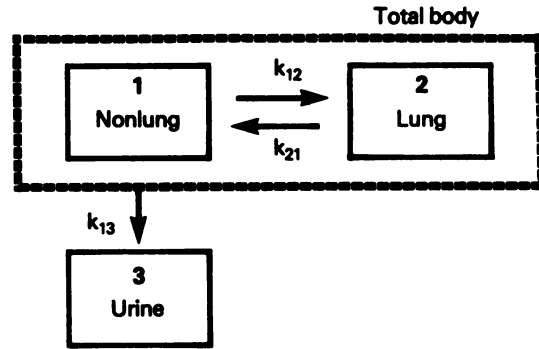 Total body
1
Nonlung
k12
k21
2
Lung
k13
3
Urine